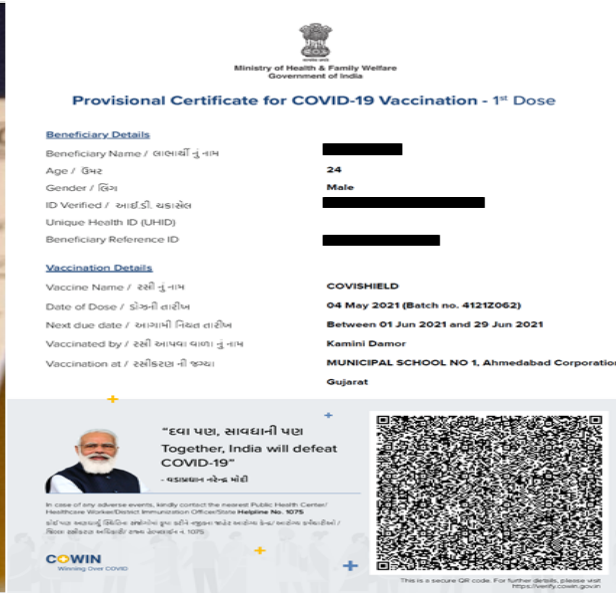 Ministry of Health & Family Welfare
Government of India
Provisional Certificate for COVID-19 Vaccination - 1st Dose
Beneficiary Details
Beneficiary Name / લાભાર્થી નું નામ
Age / ઉંમર 24
Gender / લિંગ Male
ID Verified / આઈ.ડી. ચકાસેલ
Unique Health ID (UHID)
Beneficiary Reference ID
Vaccination Details
Vaccine Name / રસી નું નામ COVISHIELD
Date of Dose / ડોઝની તારીખ 04 May 2021 (Batch no. 4121Z062)
Next due date / આગામી નિયત તારીખ Between 01 Jun 2021 and 29 Jun 2021
Vaccinated by / રસી આપવા વાળા નું નામ Kamini Damor
Vaccination at / રસીકરણ ની જગ્યા MUNICIPAL SCHOOL NO 1, Ahmedabad Corporatio
Gujarat
“દવા પણ, સાવધાની પણ
Together, India will defeat
COVID-19”
- વડાપ્રધાન નરેન્દ્ર મોદી
In case of any adverse events, kindly contact the nearest Public Health Center/
Healthcare Worker/District Immunization Officer/State Helpline No. 1075
COWIN
Winning Over COVID
This is a secure QR code. For further details, please visit
https://verify.cowin.gov.in